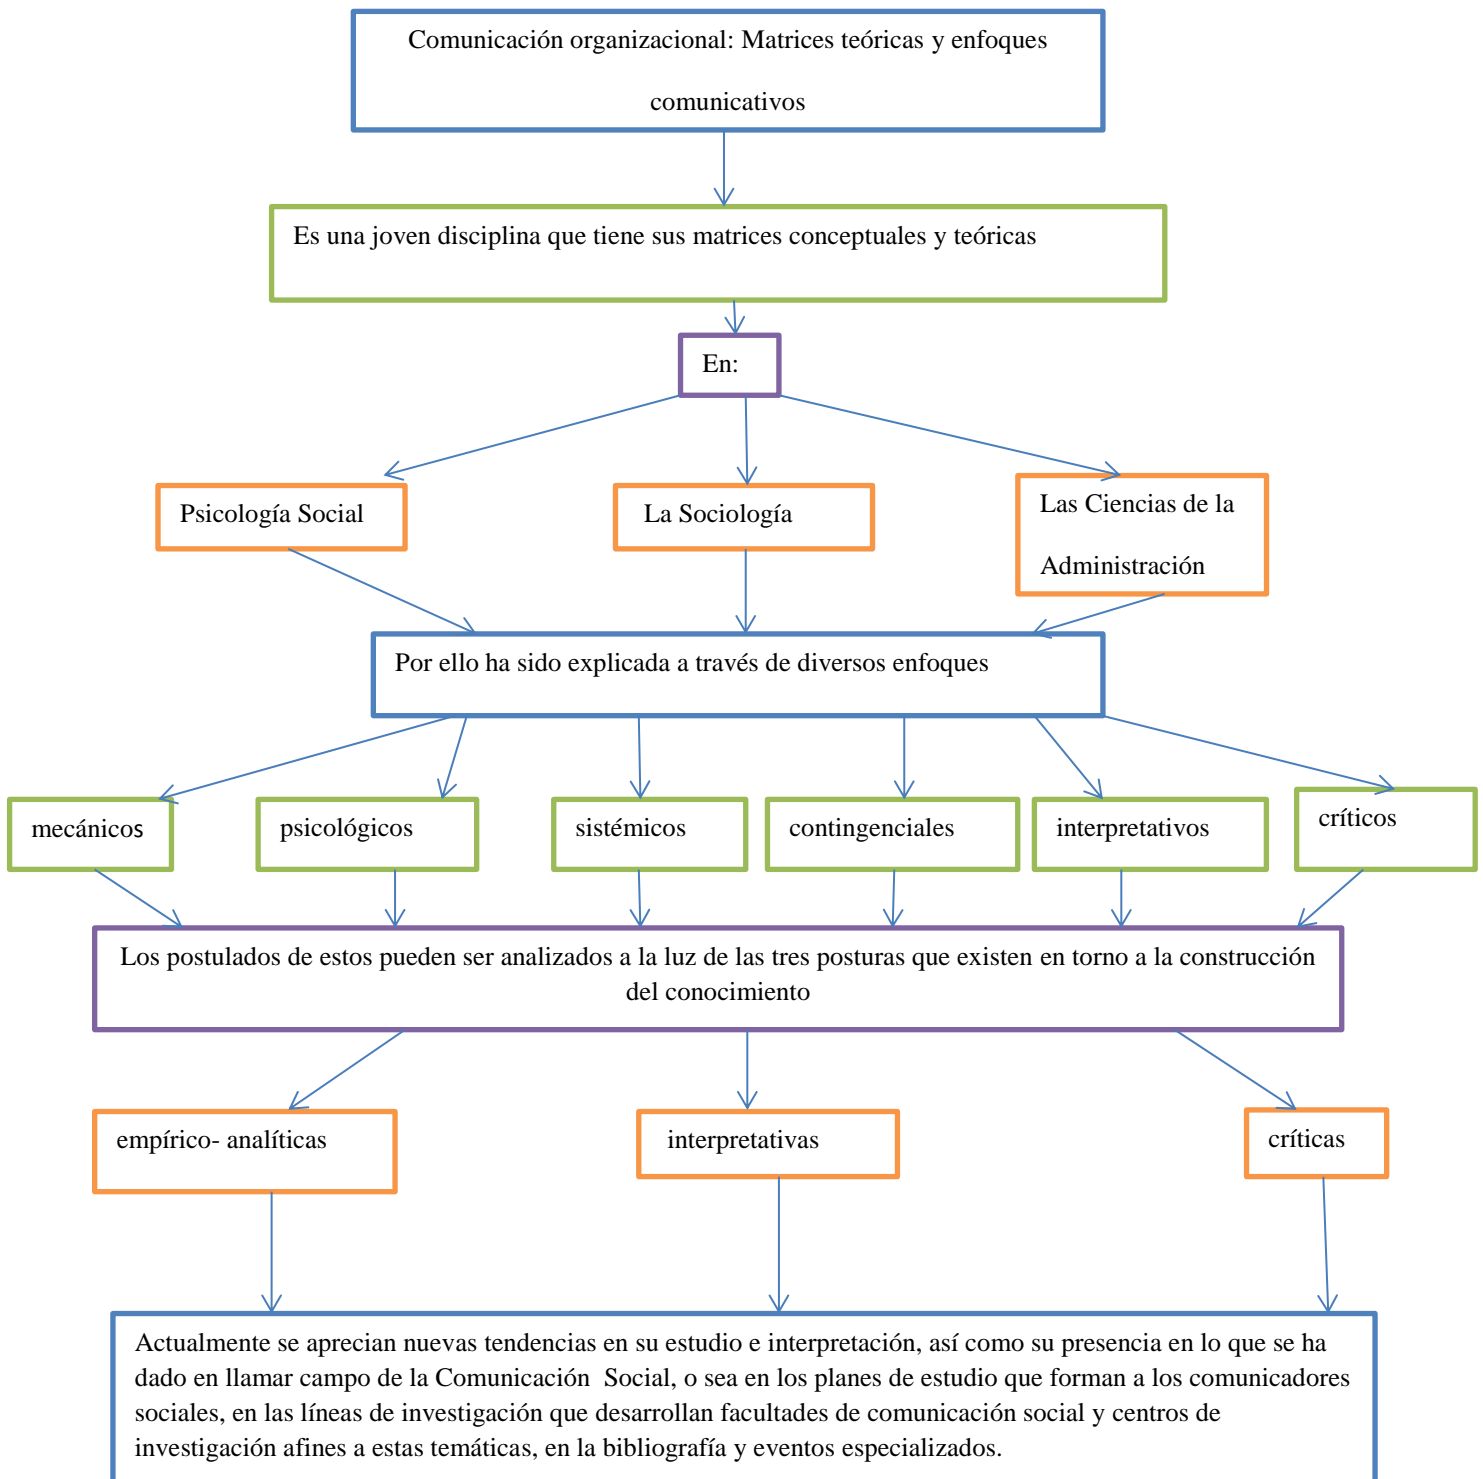 Comunicación organizacional: Matrices teóricas y enfoques
comunicativos
Es una joven disciplina que tiene sus matrices conceptuales y teóricas
En:
Psicología Social
La Sociología
Las Ciencias de la
Administración
Por ello ha sido explicada a través de diversos enfoques
mecánicos
psicológicos
sistémicos
contingenciales
interpretativos
críticos
Los postulados de estos pueden ser analizados a la luz de las tres posturas que existen en torno a la construcción
del conocimiento
empírico- analíticas
interpretativas
críticas
Actualmente se aprecian nuevas tendencias en su estudio e interpretación, así como su presencia en lo que se ha
dado en llamar campo de la Comunicación  Social, o sea en los planes de estudio que forman a los comunicadores
sociales, en las líneas de investigación que desarrollan facultades de comunicación social y centros de
investigación afines a estas temáticas, en la bibliografía y eventos especializados.